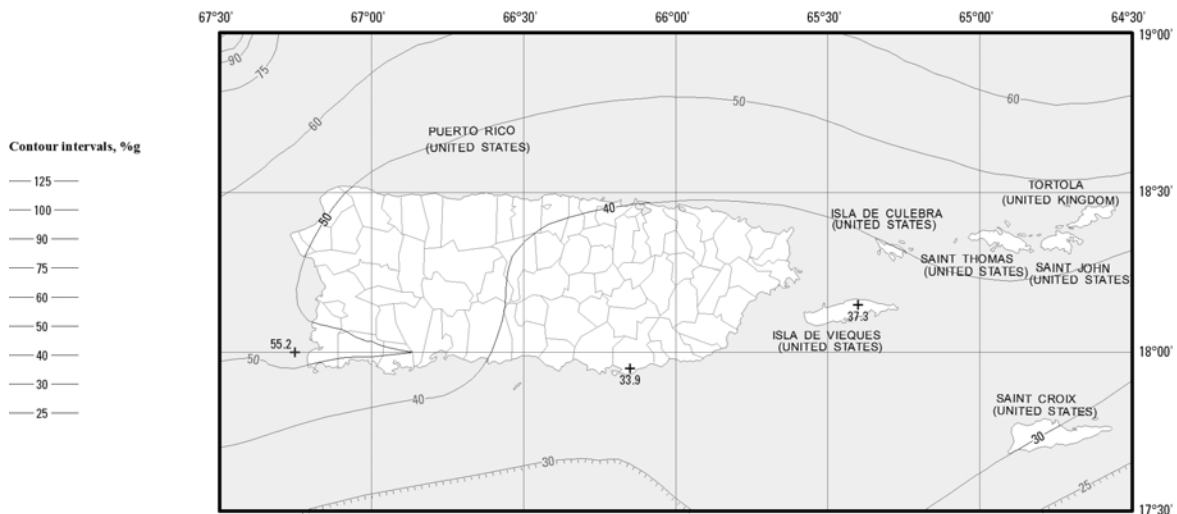 67°30' 67°00' 66°30' 66°00' 65°30' 65°00' 64°30'
19°00'
90
75
60
50
60
PUERTO RICO
(UNITED STATES)
Contour intervals, %g
125
100
90
75
60
50
40
30
25
18°30'
TORTOLA
(UNITED KINGDOM)
50
40
ISLA DE CULEBRA
(UNITED STATES)
SAINT THOMAS
(UNITED STATES)
SAINT JOHN
(UNITED STATES)
37.3
ISLA DE VIEQUES
(UNITED STATES)
55.2
50
18°00'
33.9
40
SAINT CROIX
(UNITED STATES)
30
30
25
17°30'